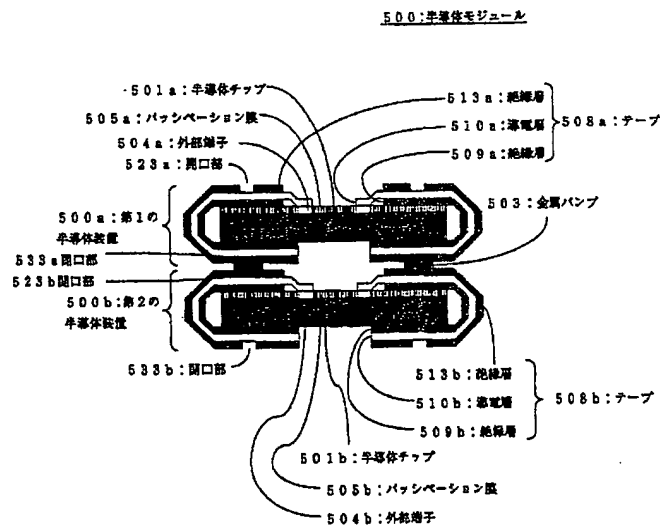 500：半導体モジュール
501a：半導体チップ
505a：パッシベーション膜
504a：外部端子
523a：開口部
513a：絶縁層
510a：導電層
509a：絶縁層
508a：テープ
503：金属バンプ
500a：第1の
半導体装置
533a開口部
523b開口部
500b：第2の
半導体装置
533b：開口部
513b：絶縁層
510b：導電層
509b：絶縁層
508b：テープ
501b：半導体チップ
505b：パッシベーション膜
504b：外部端子